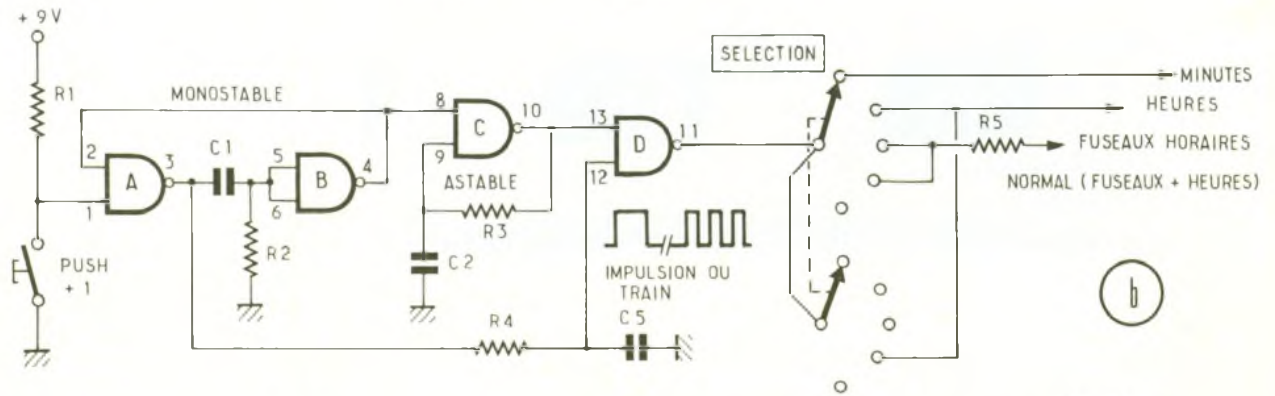 + 9 V
R1
MONOSTABLE
2
1
A
3
C1
5
6
B
4
R2
PUSH
+ 1
8
9
C
10
ASTABLE
R3
C2
R4
13
12
D
11
IMPULSION OU
TRAIN
C5
SELECTION
MINUTES
HEURES
R5
FUSEAUX HORAIRES
NORMAL ( FUSEAUX + HEURES )
b